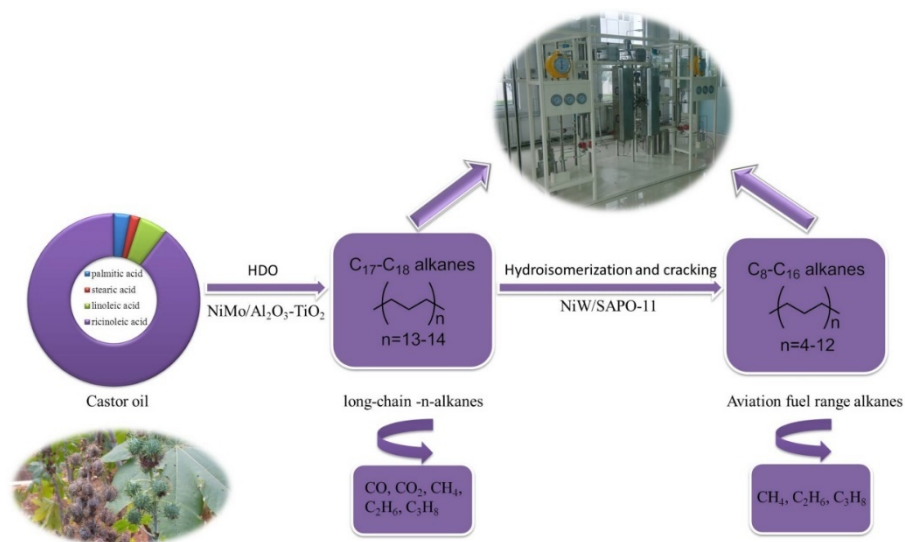 palmitic acid
stearic acid
linoleic acid
ricinoleic acid
Castor oil
HDO
NiMo/Al₂O₃-TiO₂
C₁₇-C₁₈ alkanes
n
n=13-14
long-chain -n-alkanes
CO, CO₂, CH₄,
C₂H₆, C₃H₈
Hydroisomerization and cracking
NiW/SAPO-11
C₈-C₁₆ alkanes
n
n=4-12
Aviation fuel range alkanes
CH₄, C₂H₆, C₃H₈